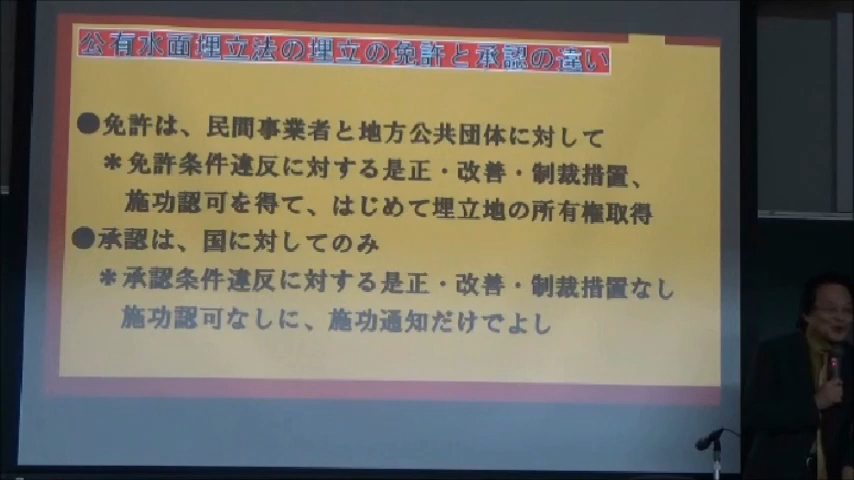 公有水面埋立法の埋立の免許と承認の違い
●免許は、民間事業者と地方公共団体に対して
＊免許条件違反に対する是正・改善・制裁措置、
施功認可を得て、はじめて埋立地の所有権取得
●承認は、国に対してのみ
＊承認条件違反に対する是正・改善・制裁措置なし
施功認可なしに、施功通知だけでよし